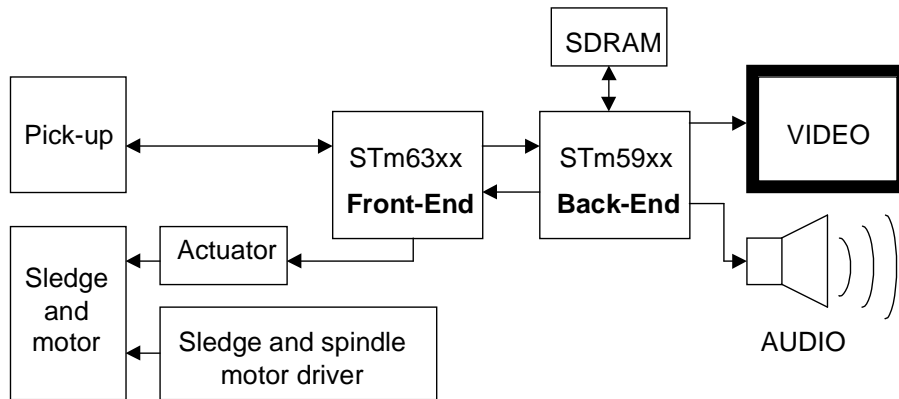 SDRAM
Pick-up
STm63xx
Front-End
STm59xx
Back-End
VIDEO
Actuator
Sledge
and
motor
Sledge and spindle
motor driver
AUDIO